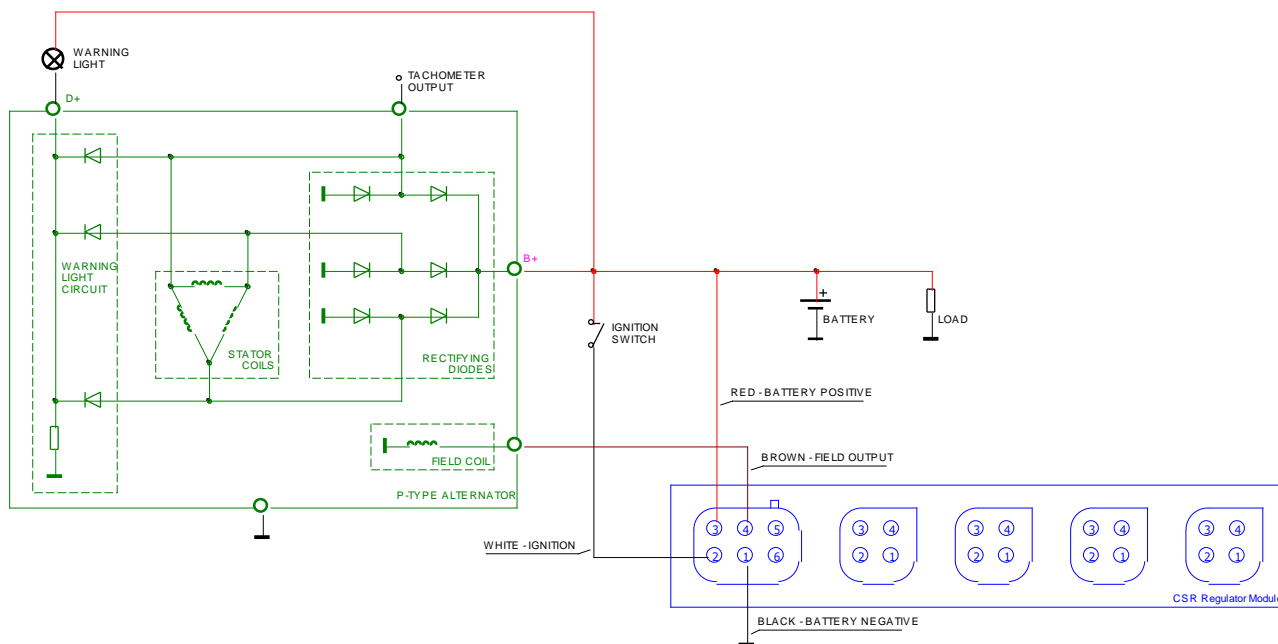 WARNING
LIGHT
TACHOMETER
OUTPUT
D+
B+
WARNING
LIGHT
CIRCUIT
STATOR
COILS
RECTIFYING
DIODES
IGNITION
SWITCH
+
BATTERY
LOAD
RED - BATTERY POSITIVE
FIELD COIL
BROWN - FIELD OUTPUT
P-TYPE ALTERNATOR
WHITE - IGNITION
3 4 5 3 4 3 4 3 4 3 4
2 1 6 2 1 2 1 2 1 2 1
CSR Regulator Module
BLACK - BATTERY NEGATIVE